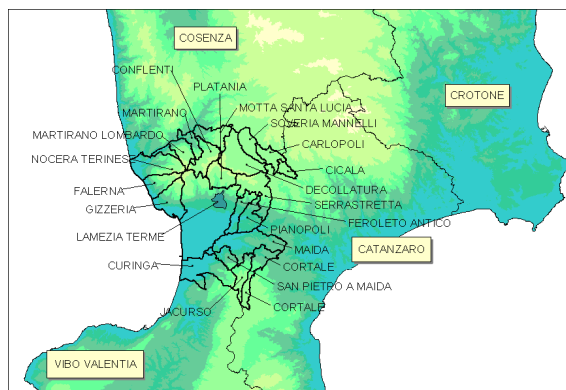 COSENZA
CONFLENTI
PLATANIA
CROTONE
MARTIRANO
MOTTA SANTA LUCIA
SOVERIA MANNELLI
MARTIRANO LOMBARDO
CARLOPOLI
NOCERA TERINESE
CICALA
FALERNA
DECOLLATURA
SERRASTRETTA
GIZZERIA
FEROLETO ANTICO
PIANOPOLI
LAMEZIA TERME
MAIDA
CATANZARO
CURINGA
CORTALE
SAN PIETRO A MAIDA
JACURSO
CORTALE
VIBO VALENTIA